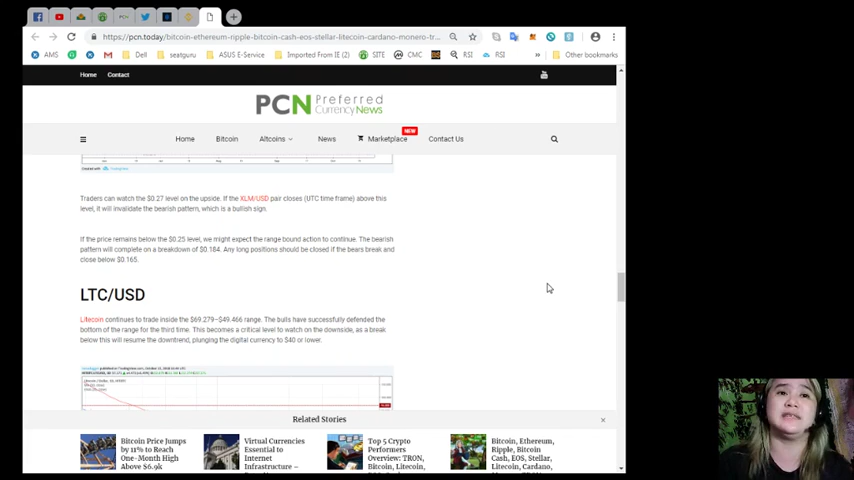 https://pcn.today/bitcoin-ethereum-ripple-bitcoin-cash-eos-stellar-litecoin-cardano-monero-tr...
AMS
Dell
seatguru
ASUS E-Service
Imported From IE (2)
SITE
CMC
RSI
RSI
»
Other bookmarks
Home Contact
PCN Preferred
Currency News
NEW
Home Bitcoin Altcoins News Marketplace Contact Us
Traders can watch the $0.27 level on the upside. If the XLM/USD pair closes (UTC time frame) above this
level, it will invalidate the bearish pattern, which is a bullish sign.
If the price remains below the $0.25 level, we might expect the range bound action to continue. The bearish
pattern will complete on a breakdown of $0.184. Any long positions should be closed if the bears break and
close below $0.165.
LTC/USD
Litecoin continues to trade inside the $69.279–$49.466 range. The bulls have successfully defended the
bottom of the range for the third time. This becomes a critical level to watch on the downside, as a break
below this will resume the downtrend, plunging the digital currency to $40 or lower.
Related Stories
Bitcoin Price Jumps
by 11% to Reach
One-Month High
Above $6.9k
Virtual Currencies
Essential to
Internet
Infrastructure –
Top 5 Crypto
Performers
Overview: TRON,
Bitcoin, Litecoin,
Bitcoin, Ethereum,
Ripple, Bitcoin
Cash, EOS, Stellar,
Litecoin, Cardano,